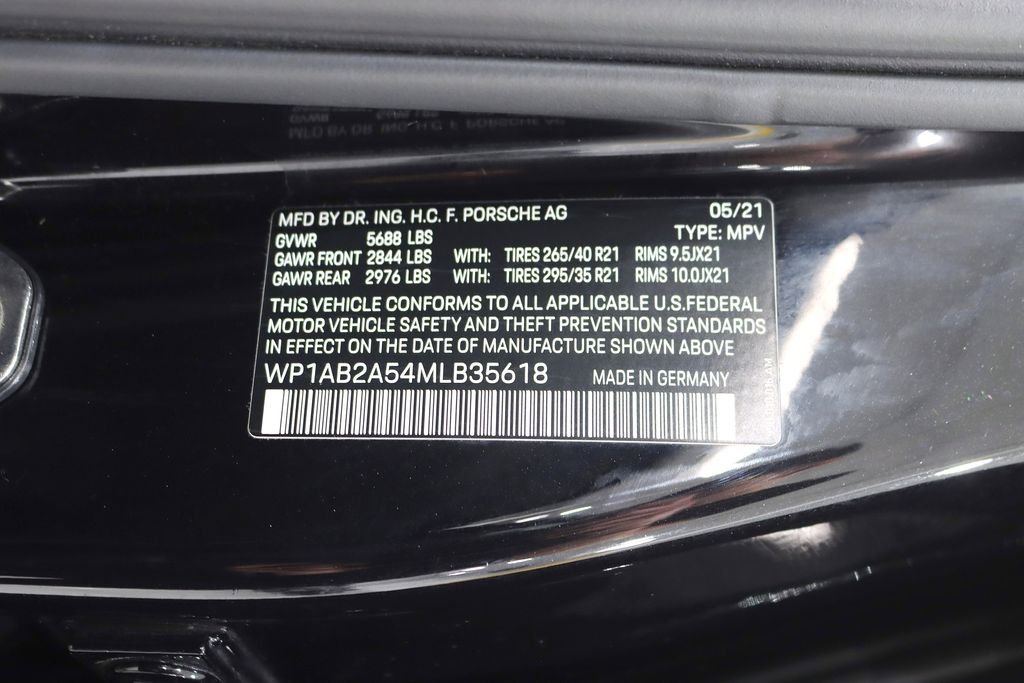 MFD BY DR. ING. H.C. F. PORSCHE AG 05/21
GVWR 5688 LBS TYPE: MPV
GAWR FRONT 2844 LBS WITH: TIRES 265/40 R21 RIMS 9.5JX21
GAWR REAR 2976 LBS WITH: TIRES 295/35 R21 RIMS 10.0JX21
THIS VEHICLE CONFORMS TO ALL APPLICABLE U.S.FEDERAL
MOTOR VEHICLE SAFETY AND THEFT PREVENTION STANDARDS
IN EFFECT ON THE DATE OF MANUFACTURE SHOWN ABOVE
WP1AB2A54MLB35618 MADE IN GERMANY